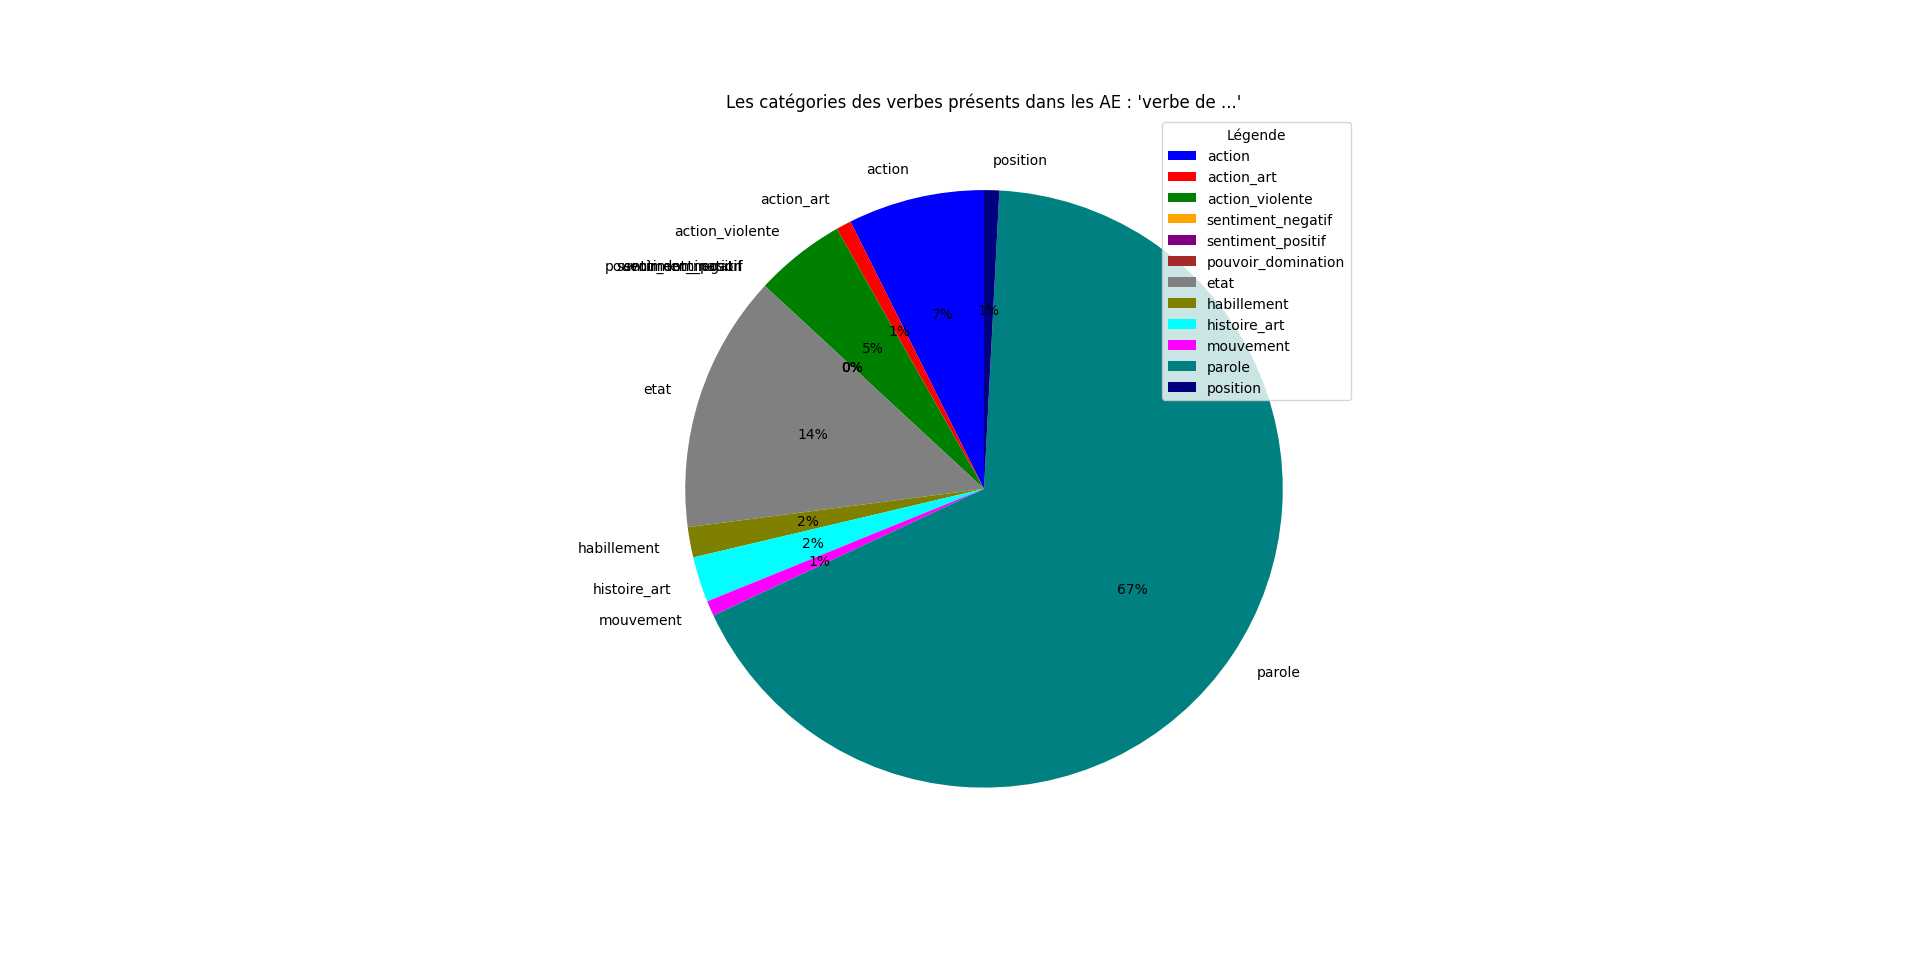 Les catégories des verbes présents dans les AE : 'verbe de ...'
Légende
action
action_art
action_violente
sentiment_negatif
sentiment_positif
pouvoir_domination
etat
habillement
histoire_art
mouvement
parole
position
position
action
action_art
action_violente
etat
habillement
histoire_art
mouvement
parole
1%
7%
1%
5%
0%
14%
2%
2%
1%
67%